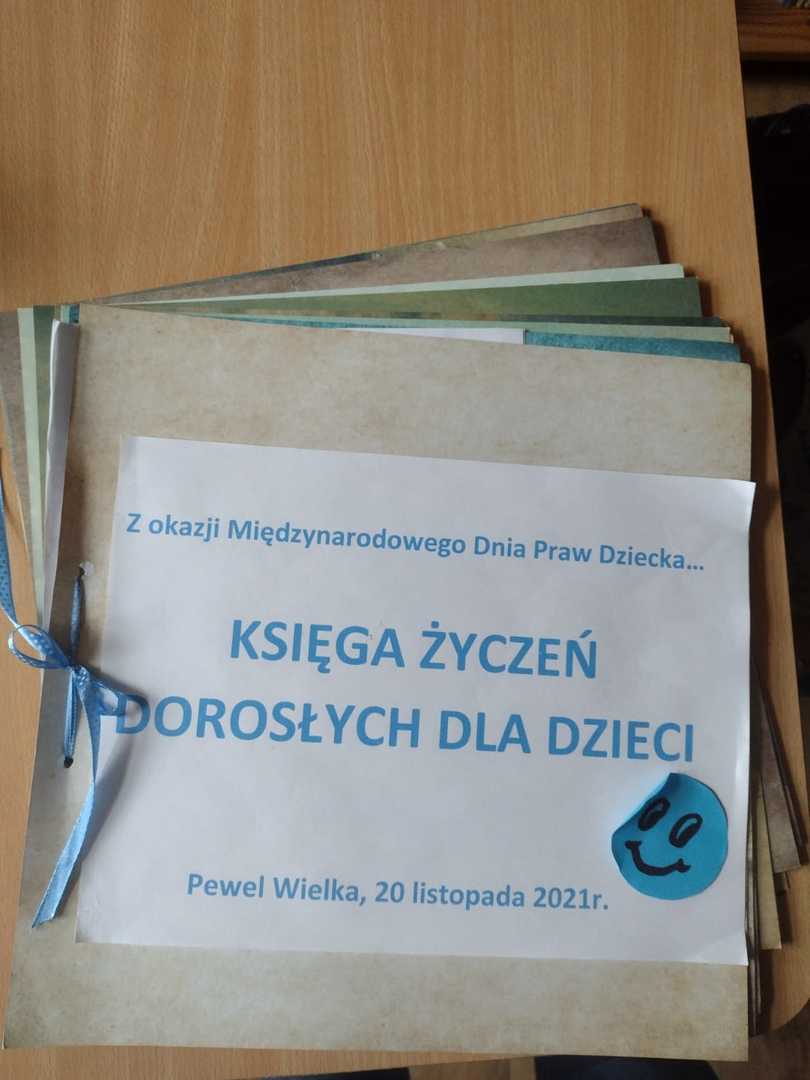 Z okazji Międzynarodowego Dnia Praw Dziecka...
KSIĘGA ŻYCZEŃ
DOROSŁYCH DLA DZIECI
Pewel Wielka, 20 listopada 2021r.